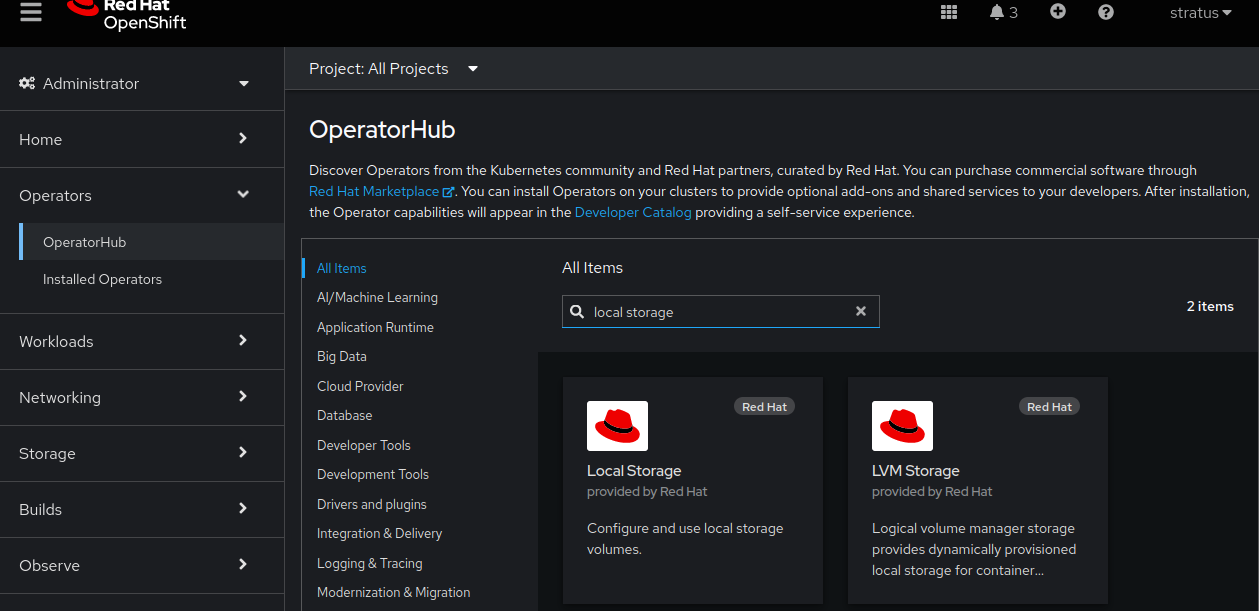 Red Hat
OpenShift
3
stratus
Administrator
Home
Operators
OperatorHub
Installed Operators
Workloads
Networking
Storage
Builds
Observe
Project: All Projects
OperatorHub
Discover Operators from the Kubernetes community and Red Hat partners, curated by Red Hat. You can purchase commercial software through
Red Hat Marketplace. You can install Operators on your clusters to provide optional add-ons and shared services to your developers. After installation,
the Operator capabilities will appear in the Developer Catalog providing a self-service experience.
All Items
AI/Machine Learning
Application Runtime
Big Data
Cloud Provider
Database
Developer Tools
Development Tools
Drivers and plugins
Integration & Delivery
Logging & Tracing
Modernization & Migration
All Items
local storage
2 items
Red Hat
Local Storage
provided by Red Hat
Configure and use local storage
volumes.
Red Hat
LVM Storage
provided by Red Hat
Logical volume manager storage
provides dynamically provisioned
local storage for container...